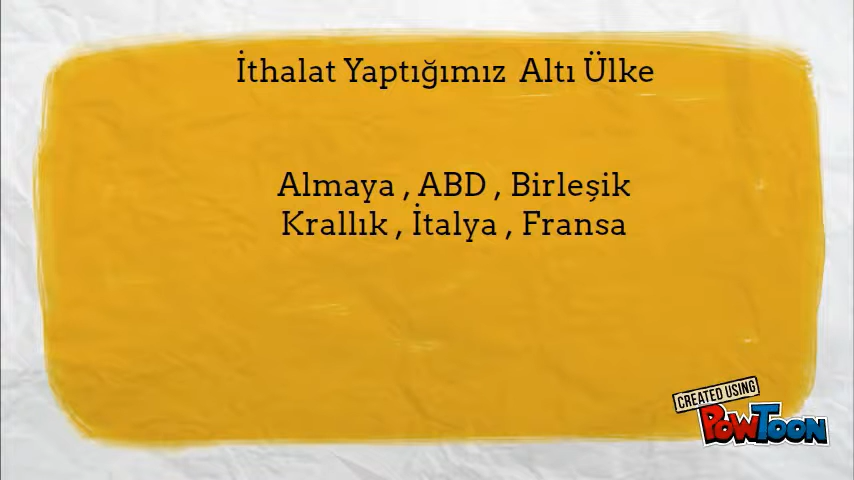 İthalat Yaptığımız Altı Ülke
Almaya , ABD , Birleşik
Krallık , İtalya , Fransa
CREATED USING
POWTOON